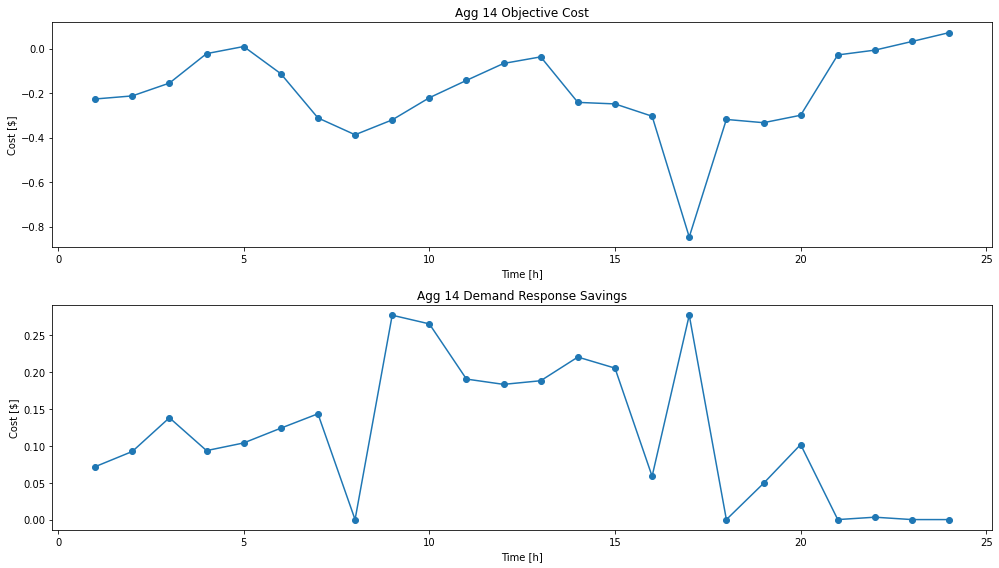 Agg 14 Objective Cost
Cost [$]
0.0
−0.2
−0.4
−0.6
−0.8
0 5 10 15 20 25
Time [h]
Agg 14 Demand Response Savings
Cost [$]
0.25
0.20
0.15
0.10
0.05
0.00
0 5 10 15 20 25
Time [h]